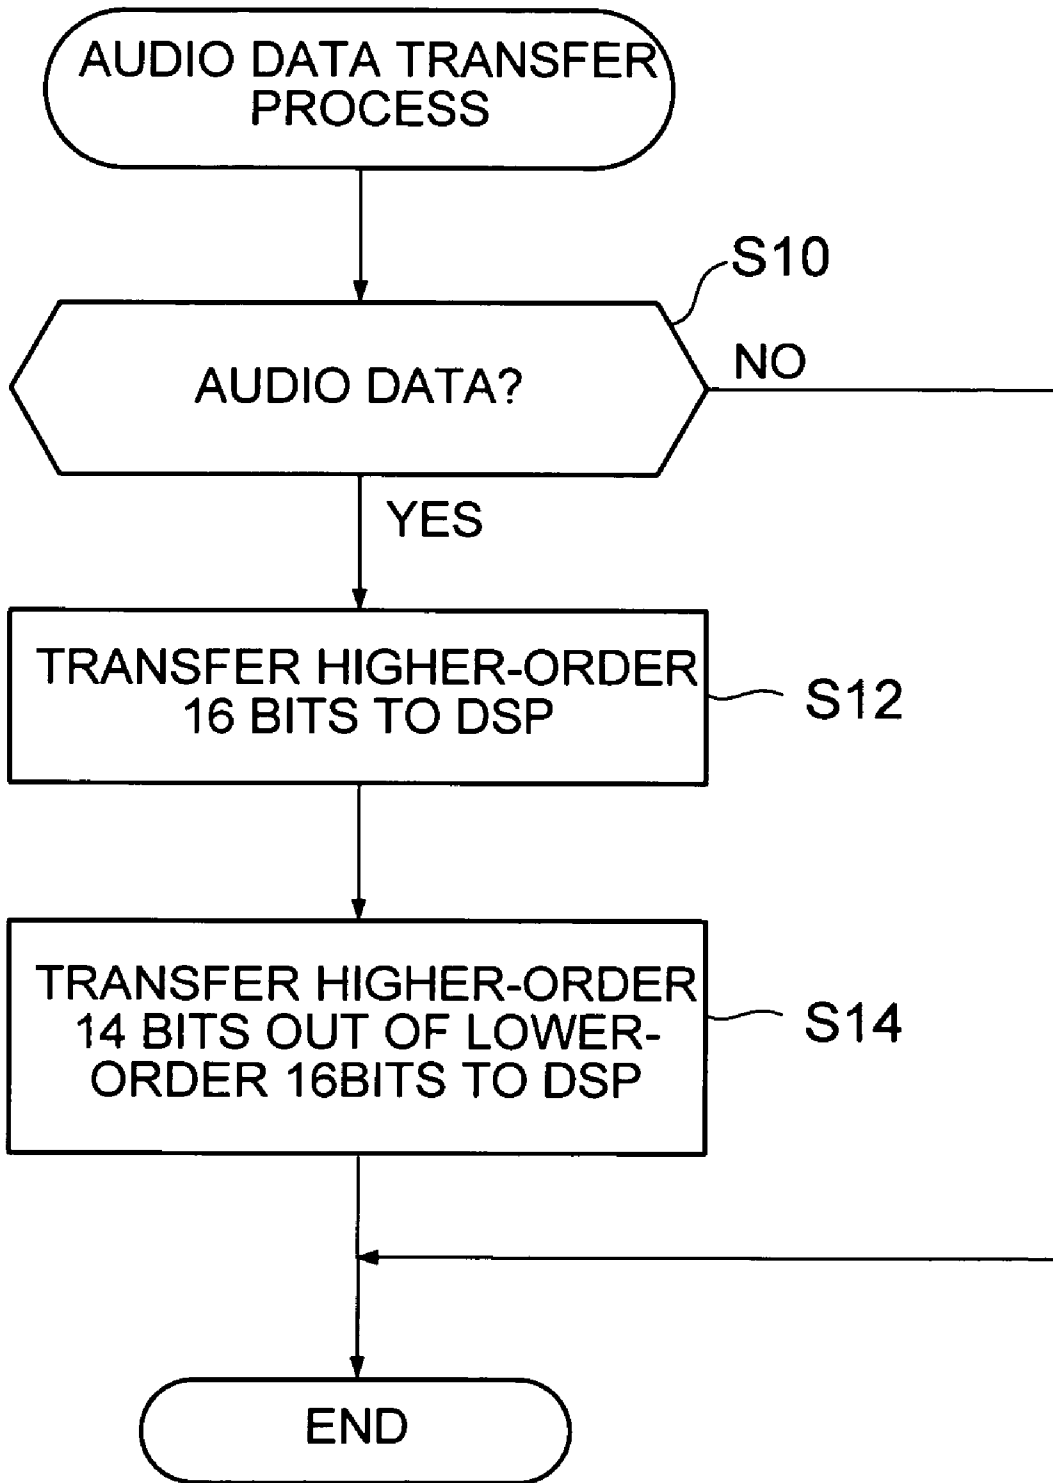 AUDIO DATA TRANSFER
PROCESS
S10
AUDIO DATA?
NO
YES
TRANSFER HIGHER-ORDER
16 BITS TO DSP
S12
TRANSFER HIGHER-ORDER
14 BITS OUT OF LOWER-
ORDER 16BITS TO DSP
S14
END